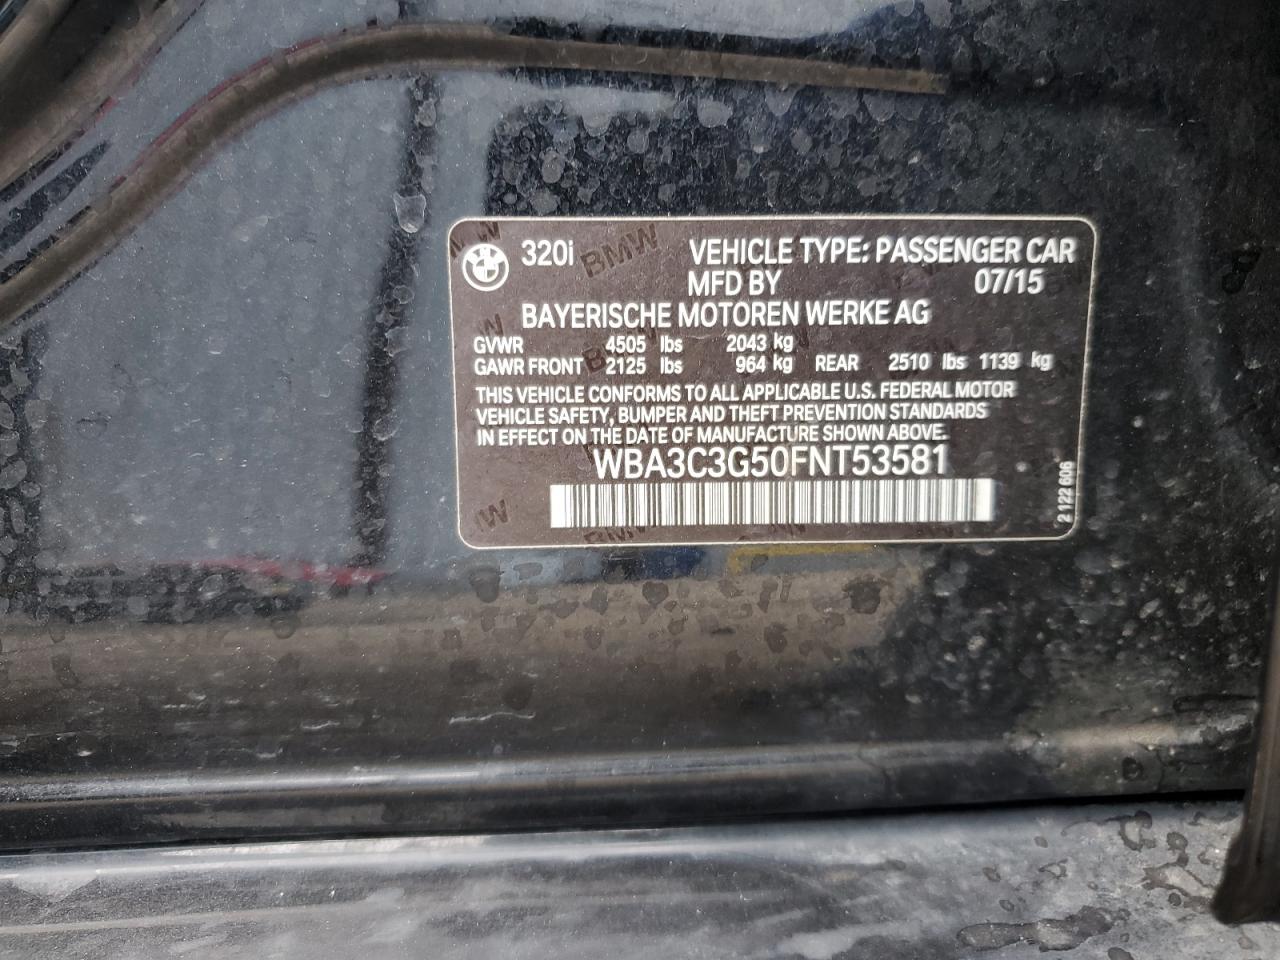 320i VEHICLE TYPE: PASSENGER CAR
MFD BY 07/15
BAYERISCHE MOTOREN WERKE AG
GVWR 4505 lbs 2043 kg
GAWR FRONT 2125 lbs 964 kg REAR 2510 lbs 1139 kg
THIS VEHICLE CONFORMS TO ALL APPLICABLE U.S. FEDERAL MOTOR
VEHICLE SAFETY, BUMPER AND THEFT PREVENTION STANDARDS
IN EFFECT ON THE DATE OF MANUFACTURE SHOWN ABOVE.
WBA3C3G50FNT53581
2 122 606
BMW
BMW